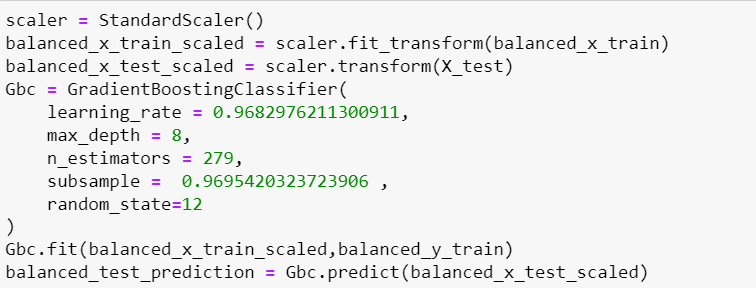 scaler = StandardScaler()
balanced_x_train_scaled = scaler.fit_transform(balanced_x_train)
balanced_x_test_scaled = scaler.transform(X_test)
Gbc = GradientBoostingClassifier(
    learning_rate = 0.9682976211300911,
    max_depth = 8,
    n_estimators = 279,
    subsample =  0.9695420323723906 ,
    random_state=12
)
Gbc.fit(balanced_x_train_scaled,balanced_y_train)
balanced_test_prediction = Gbc.predict(balanced_x_test_scaled)